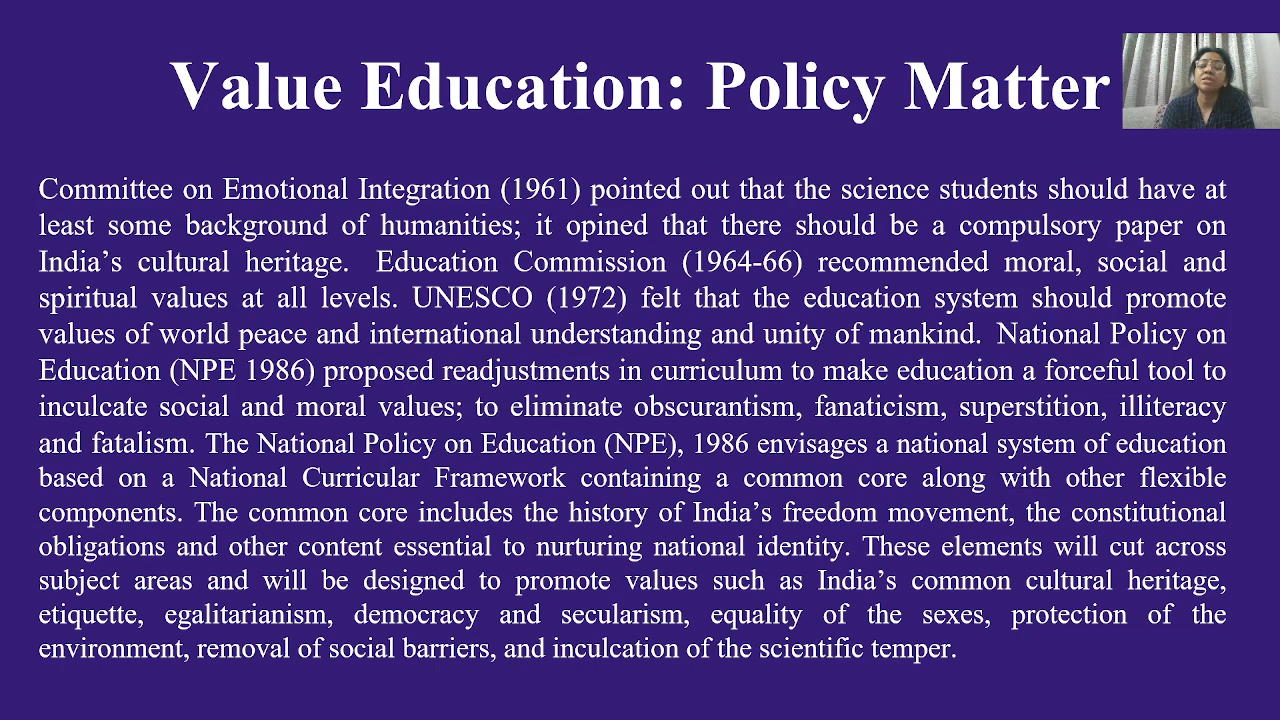 Value Education: Policy Matter
Committee on Emotional Integration (1961) pointed out that the science students should have at
least some background of humanities; it opined that there should be a compulsory paper on
India’s cultural heritage. Education Commission (1964-66) recommended moral, social and
spiritual values at all levels. UNESCO (1972) felt that the education system should promote
values of world peace and international understanding and unity of mankind. National Policy on
Education (NPE 1986) proposed readjustments in curriculum to make education a forceful tool to
inculcate social and moral values; to eliminate obscurantism, fanaticism, superstition, illiteracy
and fatalism. The National Policy on Education (NPE), 1986 envisages a national system of education
based on a National Curricular Framework containing a common core along with other flexible
components. The common core includes the history of India’s freedom movement, the constitutional
obligations and other content essential to nurturing national identity. These elements will cut across
subject areas and will be designed to promote values such as India’s common cultural heritage,
etiquette, egalitarianism, democracy and secularism, equality of the sexes, protection of the
environment, removal of social barriers, and inculcation of the scientific temper.